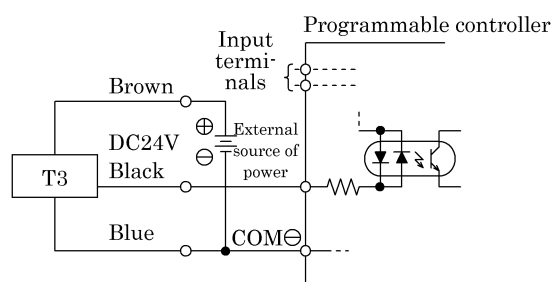 Programmable controller
Input
termi-
nals
Brown
⊕
External
DC24V
source of
⊖
power
T3
Black
Blue
COM⊖